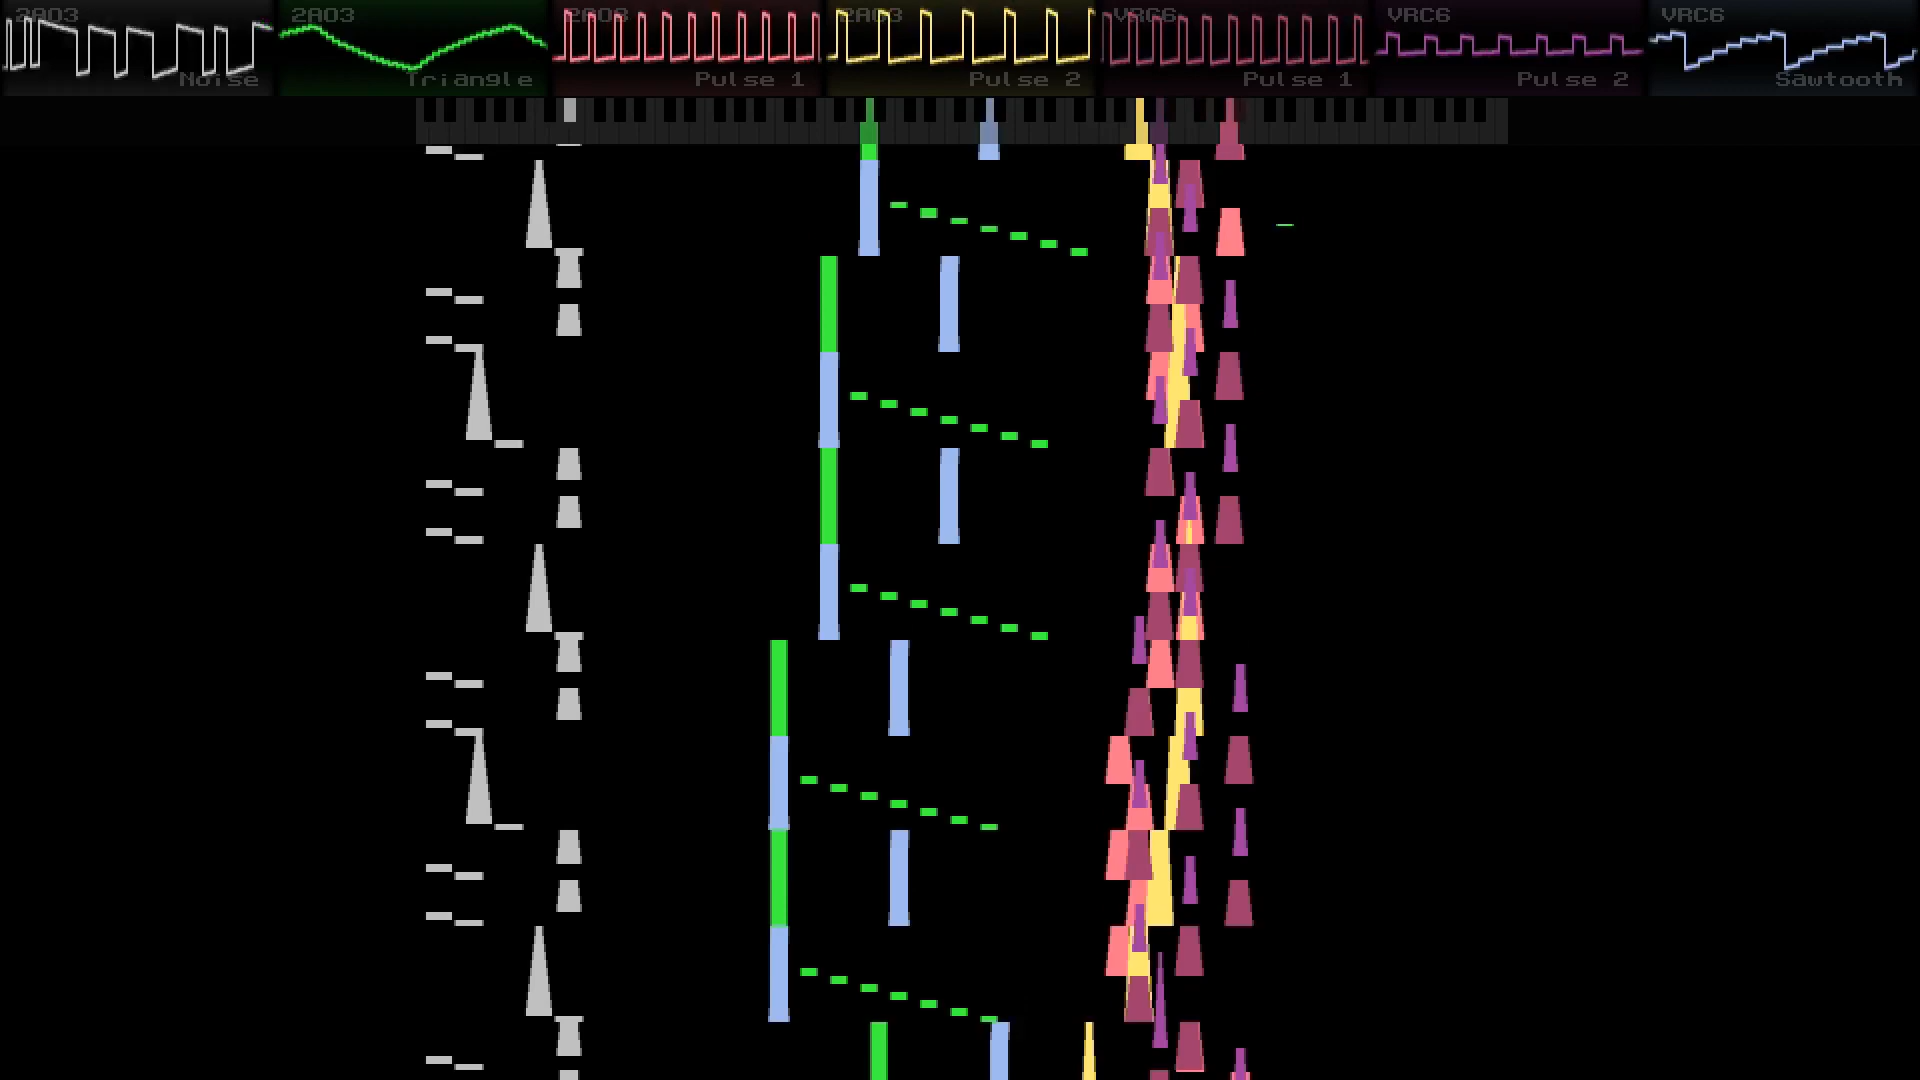 2A03
Noise
2A03
Triangle
2A03
Pulse 1
2A03
Pulse 2
VRC6
Pulse 1
VRC6
Pulse 2
VRC6
Sawtooth